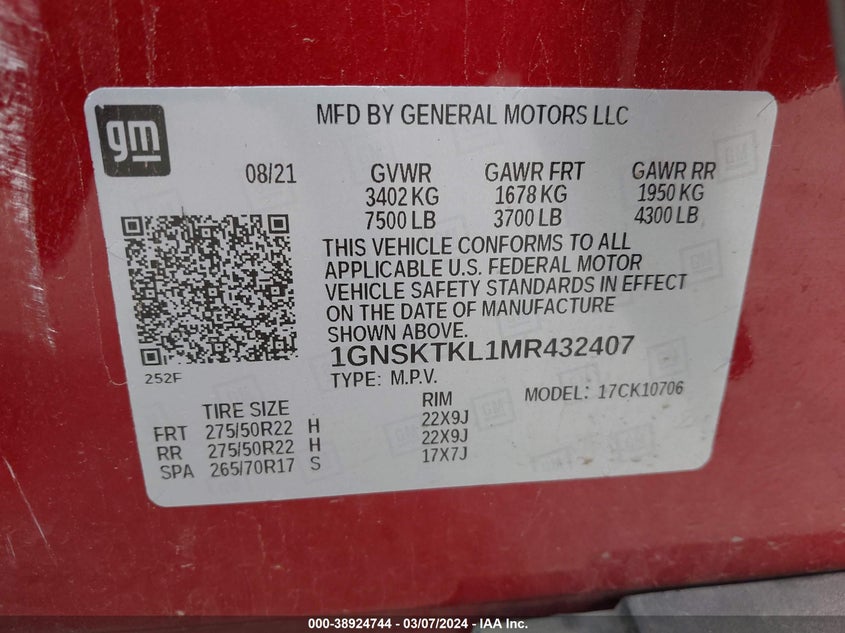 gm
MFD BY GENERAL MOTORS LLC
08/21 GVWR GAWR FRT GAWR RR
3402 KG 1678 KG 1950 KG
7500 LB 3700 LB 4300 LB
THIS VEHICLE CONFORMS TO ALL
APPLICABLE U.S. FEDERAL MOTOR
VEHICLE SAFETY STANDARDS IN EFFECT
ON THE DATE OF MANUFACTURE
SHOWN ABOVE.
1GNSKTKL1MR432407
252F
TYPE: M.P.V. MODEL: 17CK10706
TIRE SIZE RIM
FRT 275/50R22 H 22X9J
RR 275/50R22 H 22X9J
SPA 265/70R17 S 17X7J
000-38924744 — 03/07/2024 - IAA Inc.